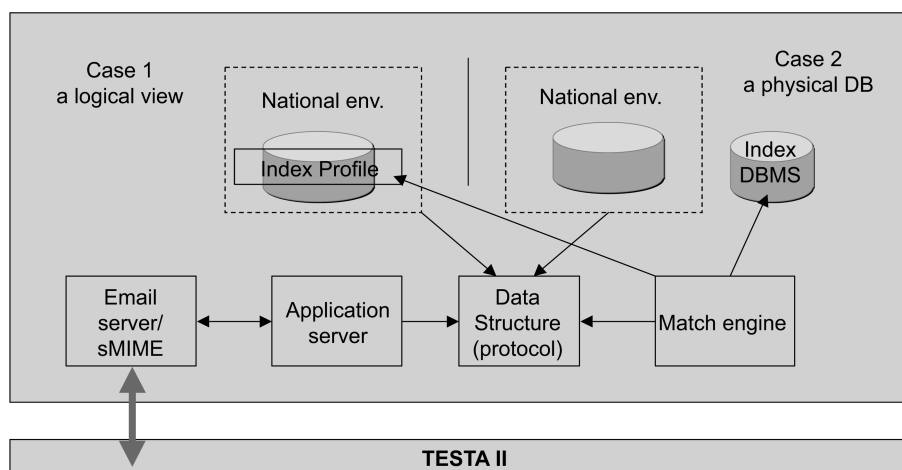 Case 1
a logical view
National env.
Index Profile
National env.
Case 2
a physical DB
Index
DBMS
Email
server/
sMIME
Application
server
Data
Structure
(protocol)
Match engine
TESTA II